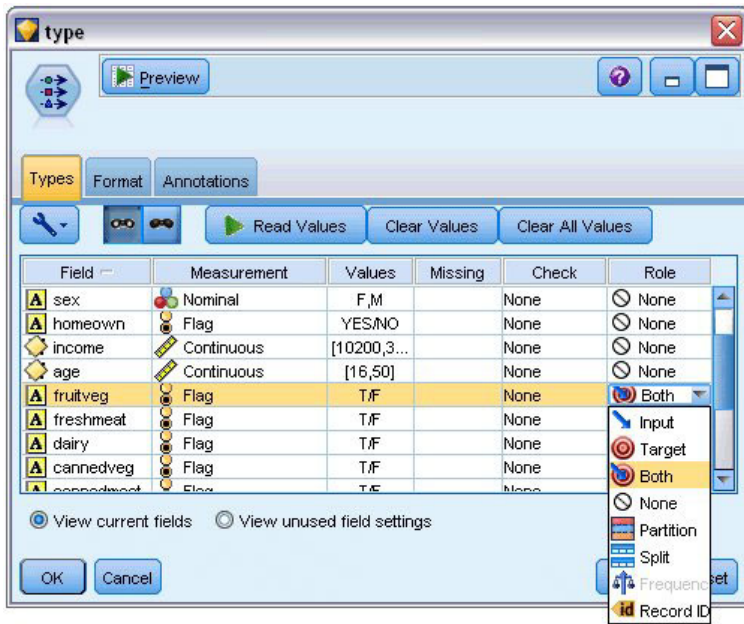 type
Preview
Types Format Annotations
Read Values Clear Values Clear All Values
Field Measurement Values Missing Check Role
A sex Nominal F,M None None
A homeown Flag YES/NO None None
income Continuous [10200,3... None None
age Continuous [16,50] None None
A fruitveg Flag T/F None Both
A freshmeat Flag T/F None
A dairy Flag T/F None
A cannedveg Flag T/F None
Input
Target
Both
None
Partition
Split
Frequenc
id Record ID
View current fields View unused field settings
OK Cancel